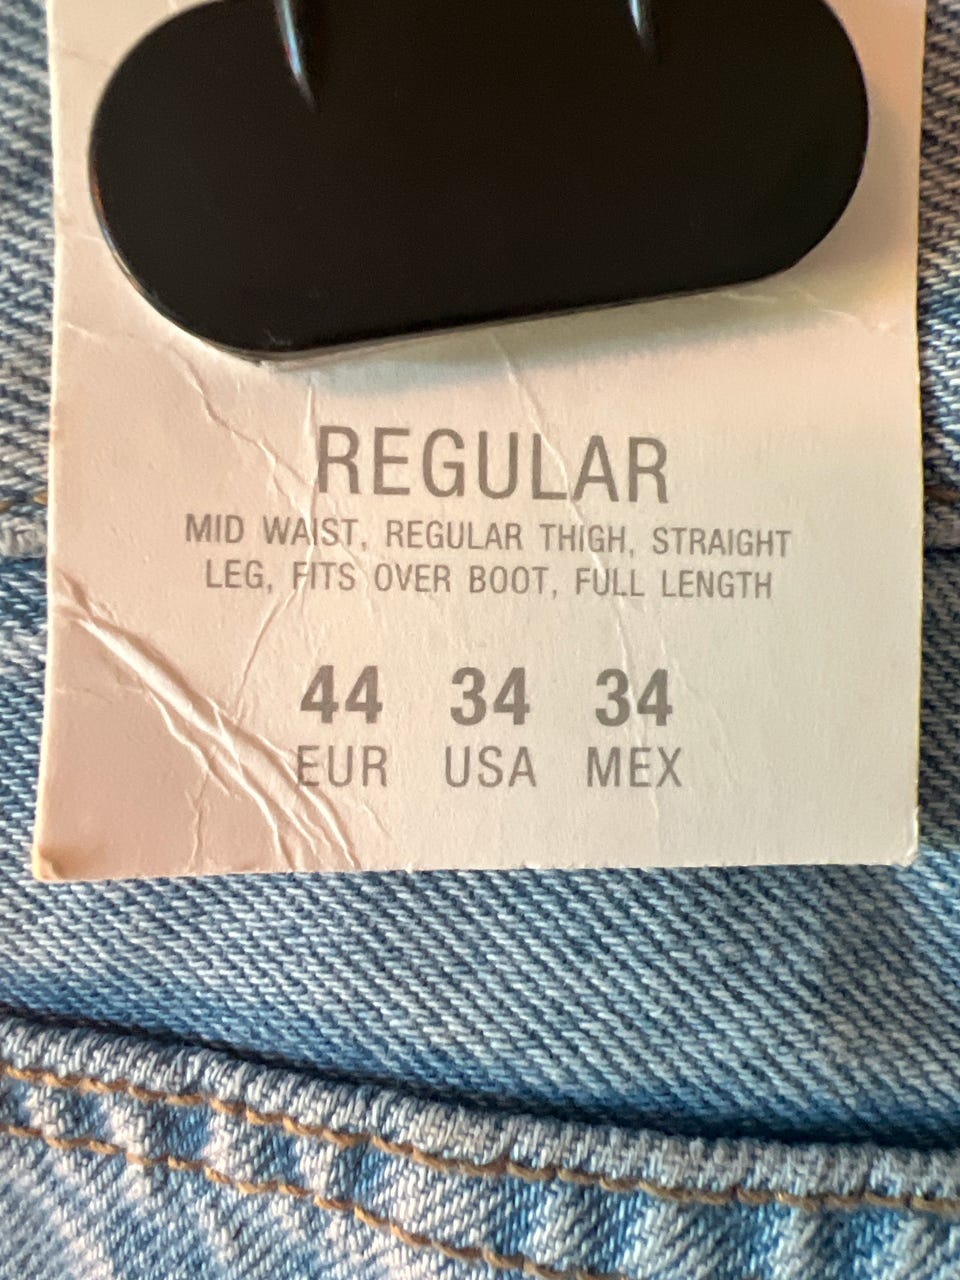 REGULAR
MID WAIST, REGULAR THIGH, STRAIGHT
LEG, FITS OVER BOOT, FULL LENGTH
44 34 34
EUR USA MEX